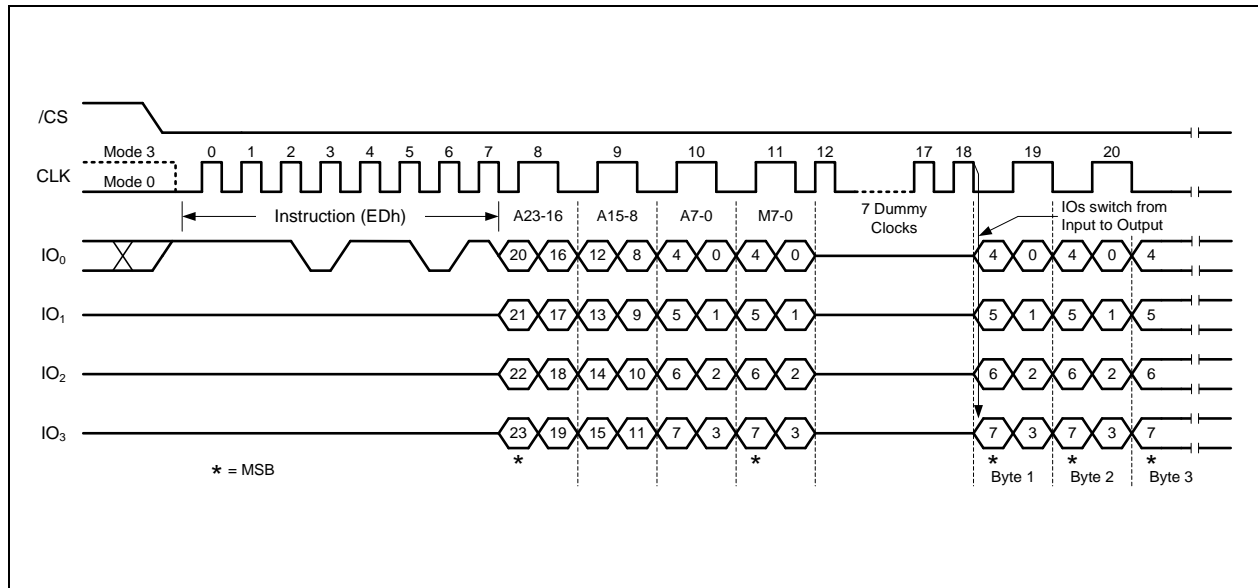 /CS
Mode 3
0 1 2 3 4 5 6 7 8 9 10 11 12 17 18 19 20
CLK
Mode 0
Instruction (EDh) A23-16 A15-8 A7-0 M7-0 7 Dummy Clocks IOs switch from Input to Output
IO0 20 16 12 8 4 0 4 0 4 0 4 0 4
IO1 21 17 13 9 5 1 5 1 5 1 5 1 5
IO2 22 18 14 10 6 2 6 2 6 2 6 2 6
IO3 23 19 15 11 7 3 7 3 7 3 7 3 7
* * * * *
* = MSB Byte 1 Byte 2 Byte 3